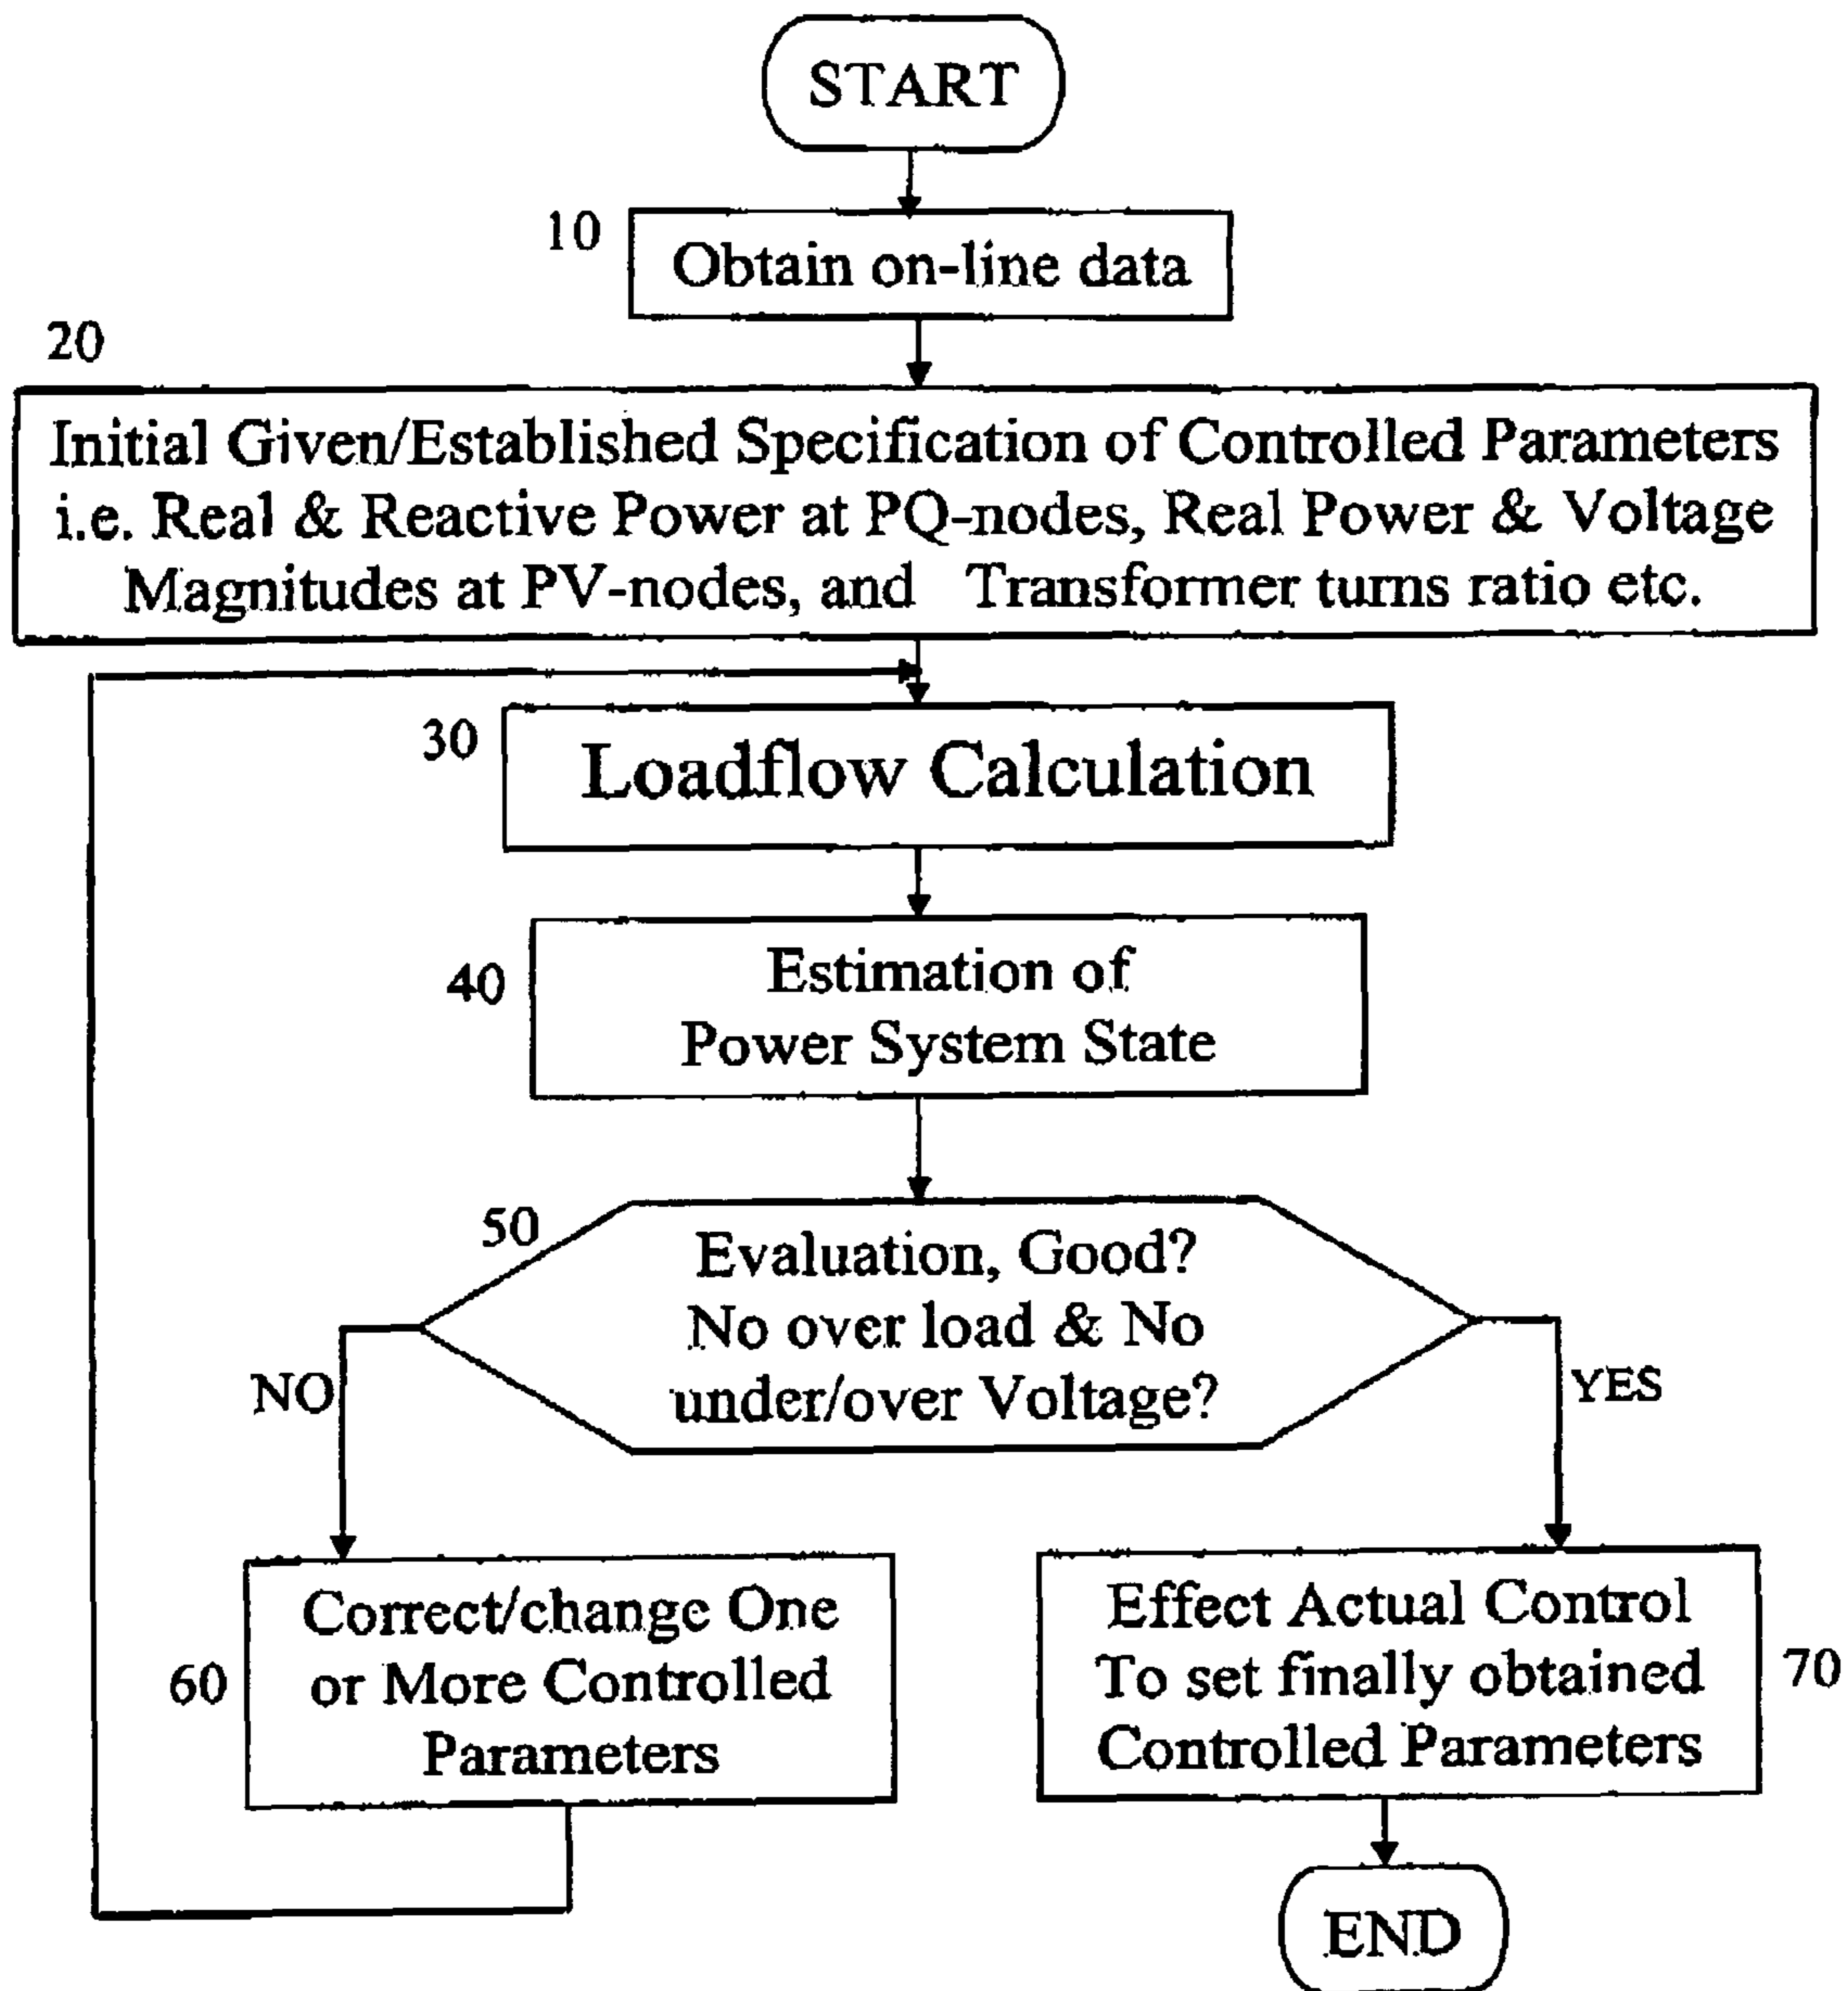 START
10
Obtain on-line data
20
Initial Given/Established Specification of Controlled Parameters
i.e. Real & Reactive Power at PQ-nodes, Real Power & Voltage
Magnitudes at PV-nodes, and Transformer turns ratio etc.
30
Loadflow Calculation
40
Estimation of
Power System State
50
Evaluation, Good?
No over load & No
under/over Voltage?
NO
YES
Correct/change One
or More Controlled
Parameters
60
Effect Actual Control
To set finally obtained
Controlled Parameters
70
END